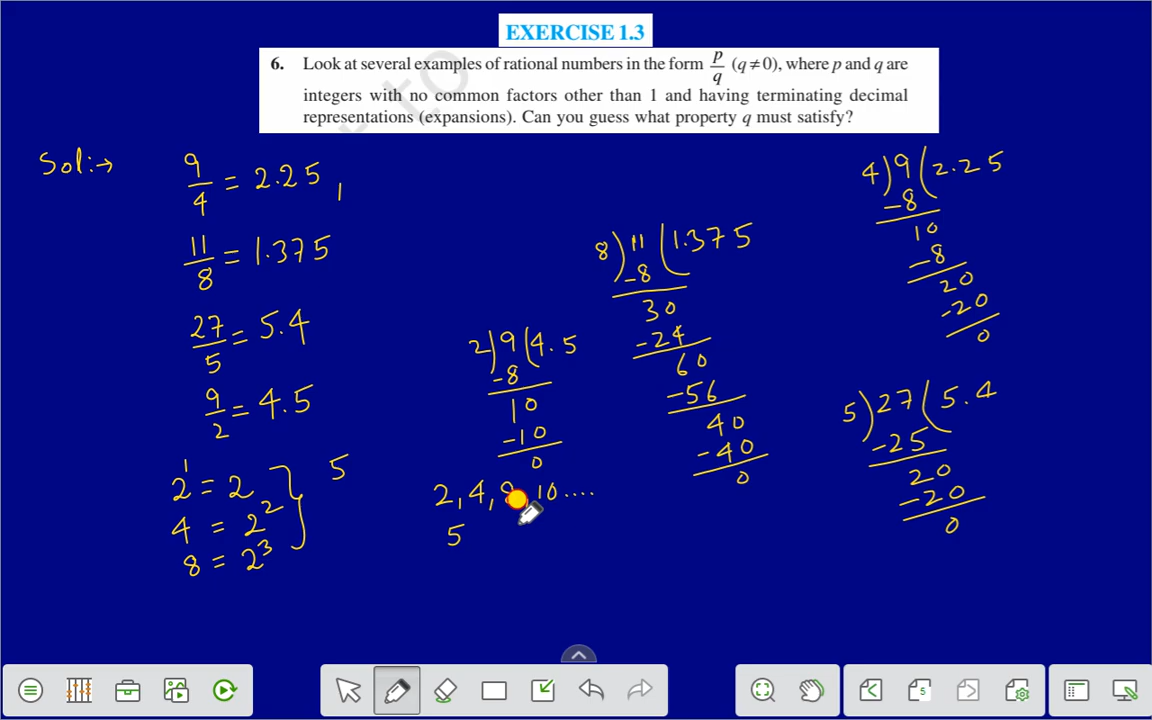 EXERCISE 1.3
6. Look at several examples of rational numbers in the form p/q (q ≠ 0), where p and q are
integers with no common factors other than 1 and having terminating decimal
representations (expansions). Can you guess what property q must satisfy?
Sol:→
9/4 = 2.25,
11/8 = 1.375
27/5 = 5.4
9/2 = 4.5
2¹ = 2
4 = 2²
8 = 2³
5
2) 9 (4.5
-8
10
-10
0
2, 4, 8, 10....
5
8) 11 (1.375
-8
30
-24
60
-56
40
-40
0
4) 9 (2.25
-8
10
-8
20
-20
0
5) 27 (5.4
-25
20
-20
0
5